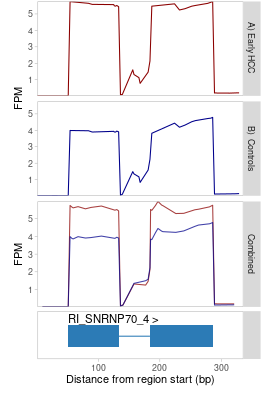 5
4
3
2
1
A) Early HCC
FPM
5
4
3
2
1
B) Controls
5
4
3
2
1
FPM
Combined
RI_SNRNP70_4 >
100
200
300
Distance from region start (bp)